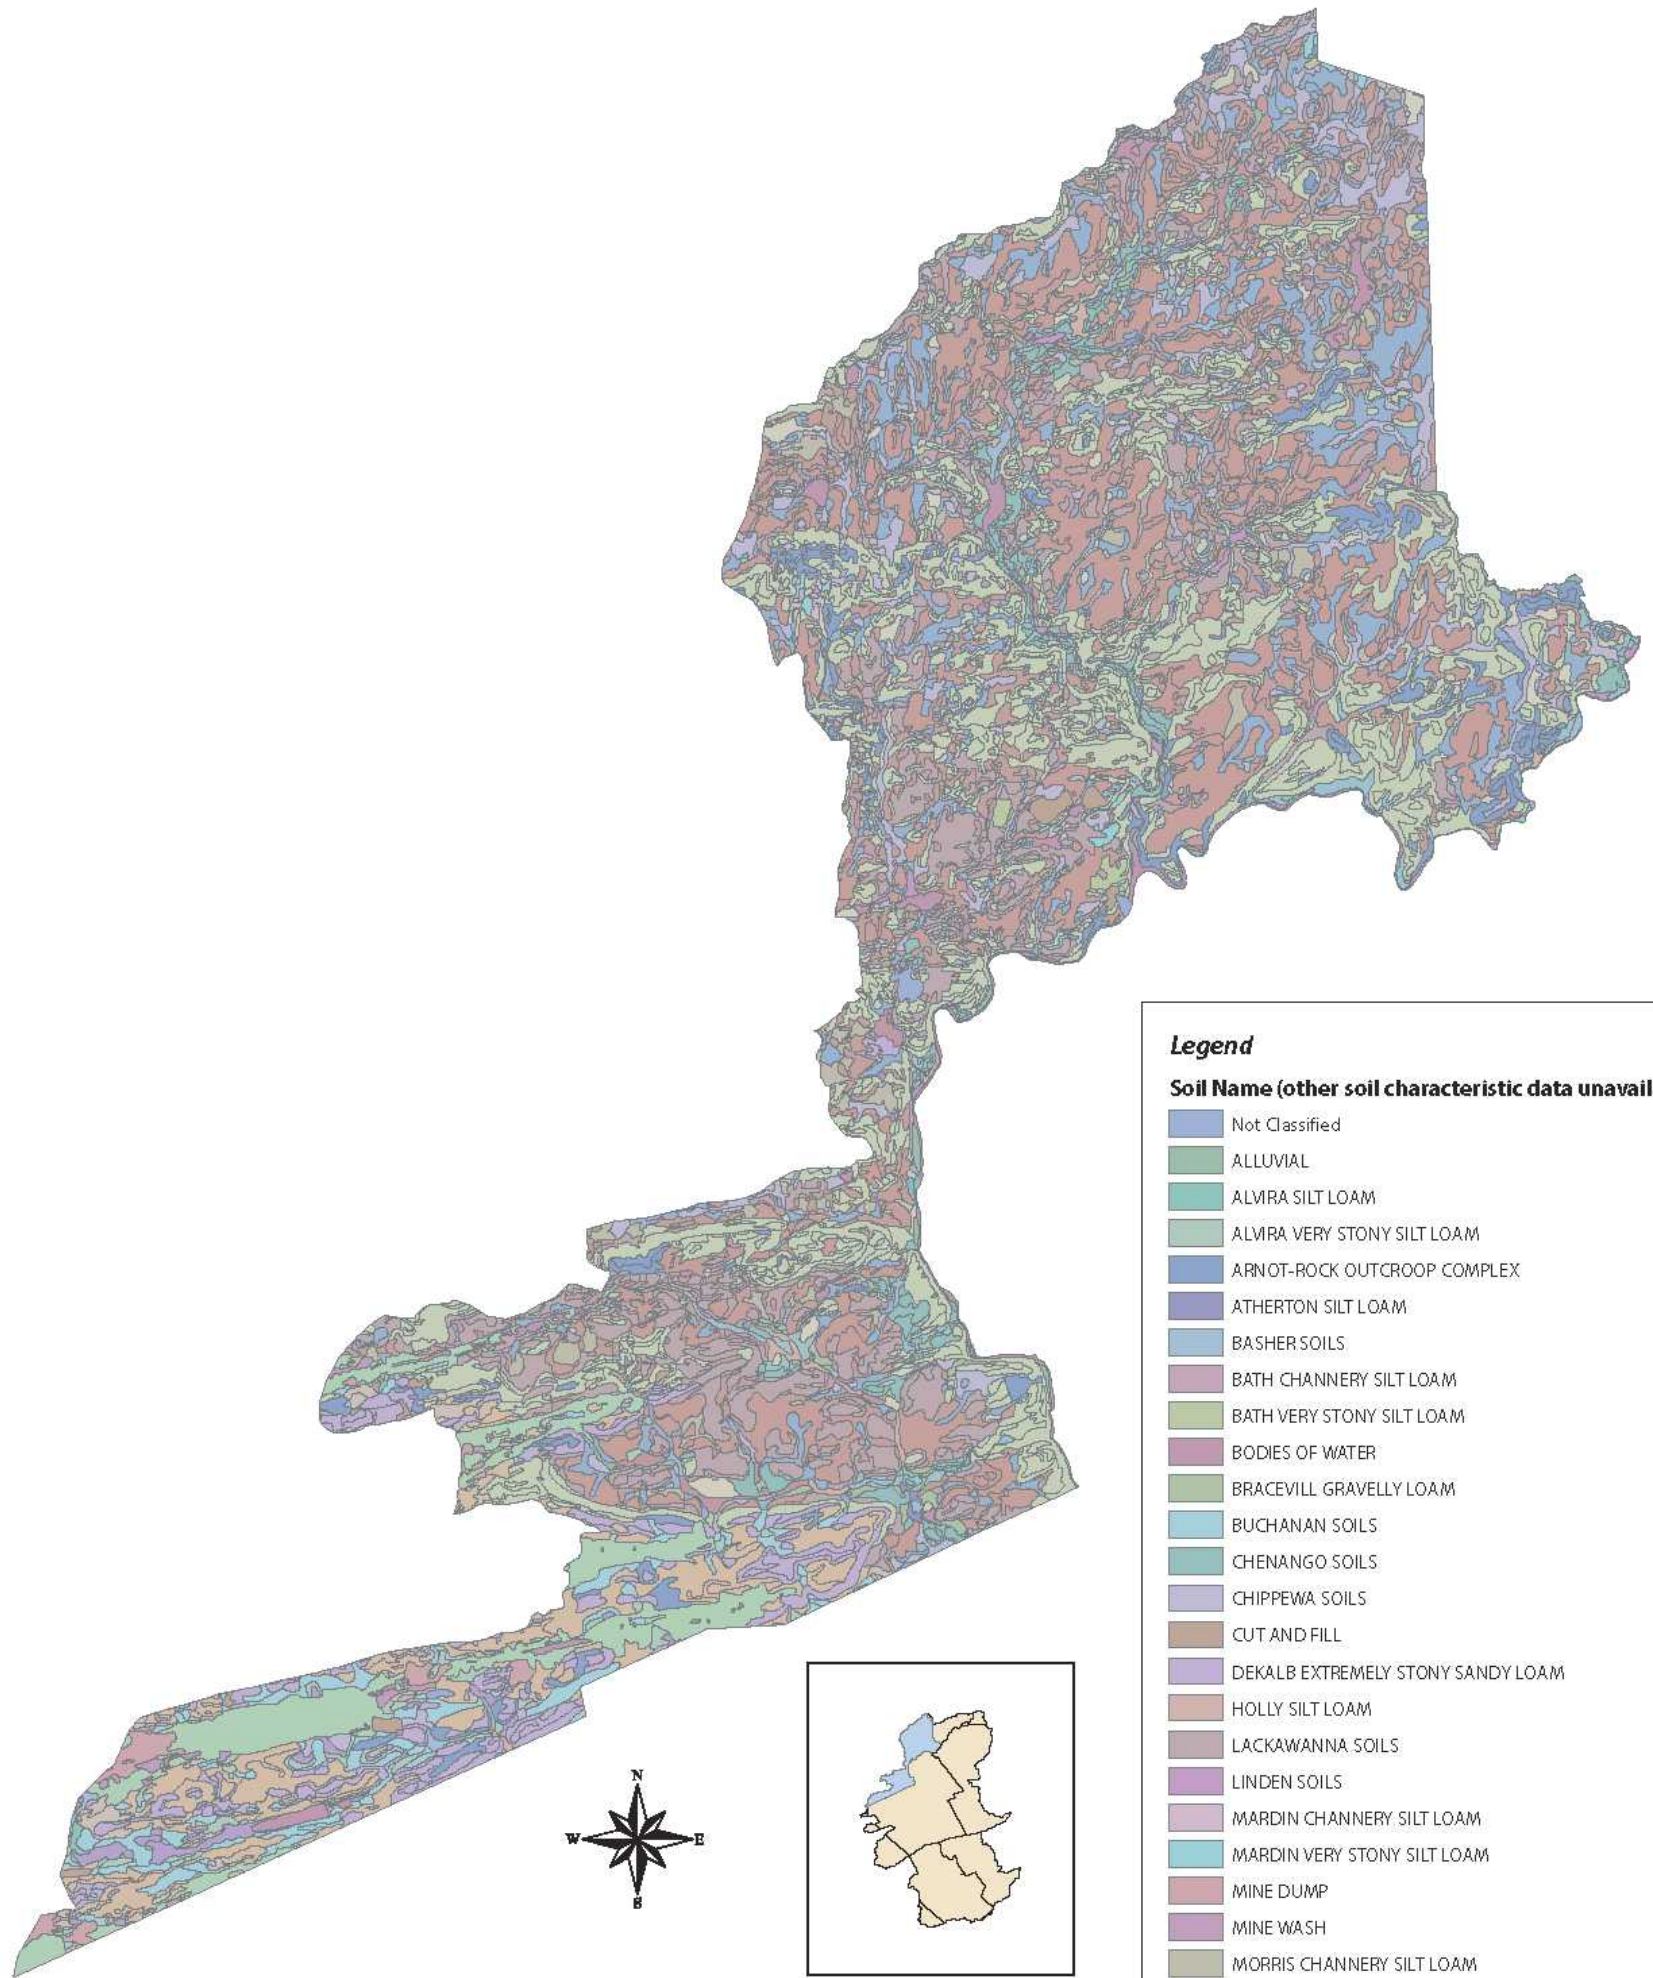 N
W E
S
Legend
Soil Name (other soil characteristic data unavail
Not Classified
ALLUVIAL
ALVIRA SILT LOAM
ALVIRA VERY STONY SILT LOAM
ARNOT-ROCK OUTCROOP COMPLEX
ATHERTON SILT LOAM
BASHER SOILS
BATH CHANNERY SILT LOAM
BATH VERY STONY SILT LOAM
BODIES OF WATER
BRACEVILL GRAVELLY LOAM
BUCHANAN SOILS
CHENANGO SOILS
CHIPPEWA SOILS
CUT AND FILL
DEKALB EXTREMELY STONY SANDY LOAM
HOLLY SILT LOAM
LACKAWANNA SOILS
LINDEN SOILS
MARDIN CHANNERY SILT LOAM
MARDIN VERY STONY SILT LOAM
MINE DUMP
MINE WASH
MORRIS CHANNERY SILT LOAM